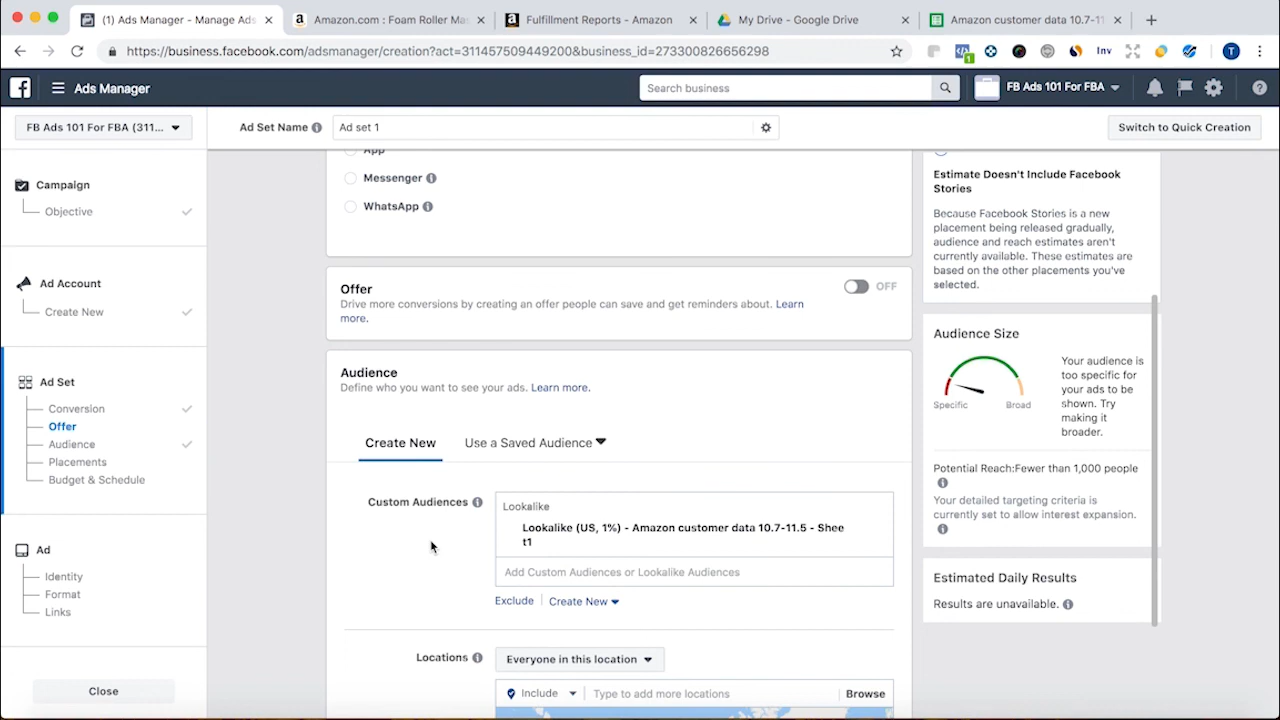 (1) Ads Manager - Manage Ads
Amazon.com : Foam Roller Mas
Fulfillment Reports - Amazon
My Drive - Google Drive
Amazon customer data 10.7-11
https://business.facebook.com/adsmanager/creation?act=311457509449200&business_id=273300826656298
1
Inv
T
Ads Manager
Search business
FB Ads 101 For FBA
FB Ads 101 For FBA (311...
Ad Set Name
Ad set 1
Switch to Quick Creation
Campaign
Objective
Ad Account
Create New
Ad Set
Conversion
Offer
Audience
Placements
Budget & Schedule
Ad
Identity
Format
Links
Close
App
Messenger
WhatsApp
Offer
OFF
Drive more conversions by creating an offer people can save and get reminders about. Learn
more.
Audience
Define who you want to see your ads. Learn more.
Create New
Use a Saved Audience
Custom Audiences
Lookalike
Lookalike (US, 1%) - Amazon customer data 10.7-11.5 - Shee
t1
Add Custom Audiences or Lookalike Audiences
Exclude
Create New
Locations
Everyone in this location
Include
Type to add more locations
Browse
Estimate Doesn't Include Facebook
Stories
Because Facebook Stories is a new
placement being released gradually,
audience and reach estimates aren't
currently available. These estimates are
based on the other placements you've
selected.
Audience Size
Specific
Broad
Your audience is
too specific for
your ads to be
shown. Try
making it
broader.
Potential Reach:Fewer than 1,000 people
Your detailed targeting criteria is
currently set to allow interest expansion.
Estimated Daily Results
Results are unavailable.